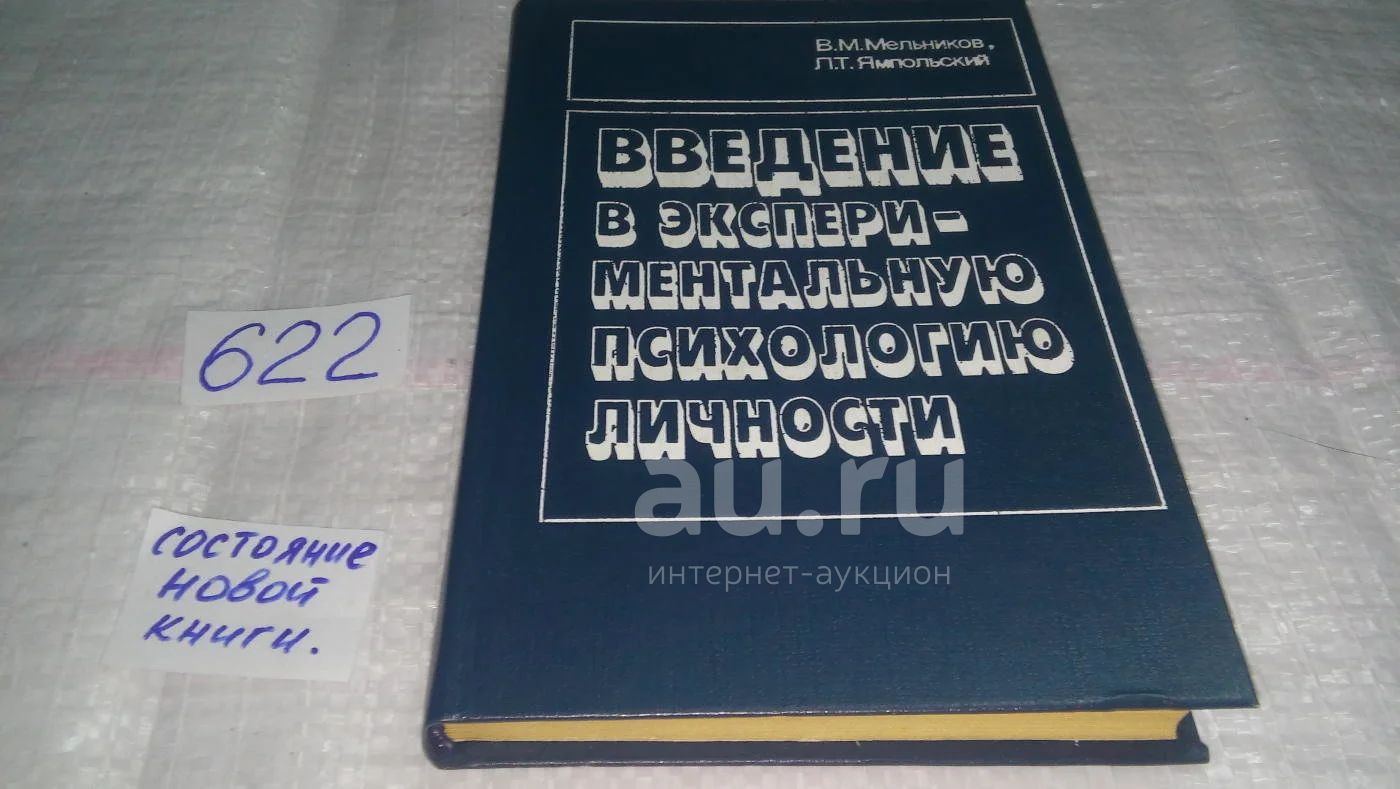 В.М.Мельников,
Л.Т.Ямпольский
ВВЕДЕНИЕ
В ЭКСПЕРИ-
МЕНТАЛЬНУЮ
ПСИХОЛОГИЮ
ЛИЧНОСТИ
622
состояние
новой
книги.
au.ru
интернет-аукцион